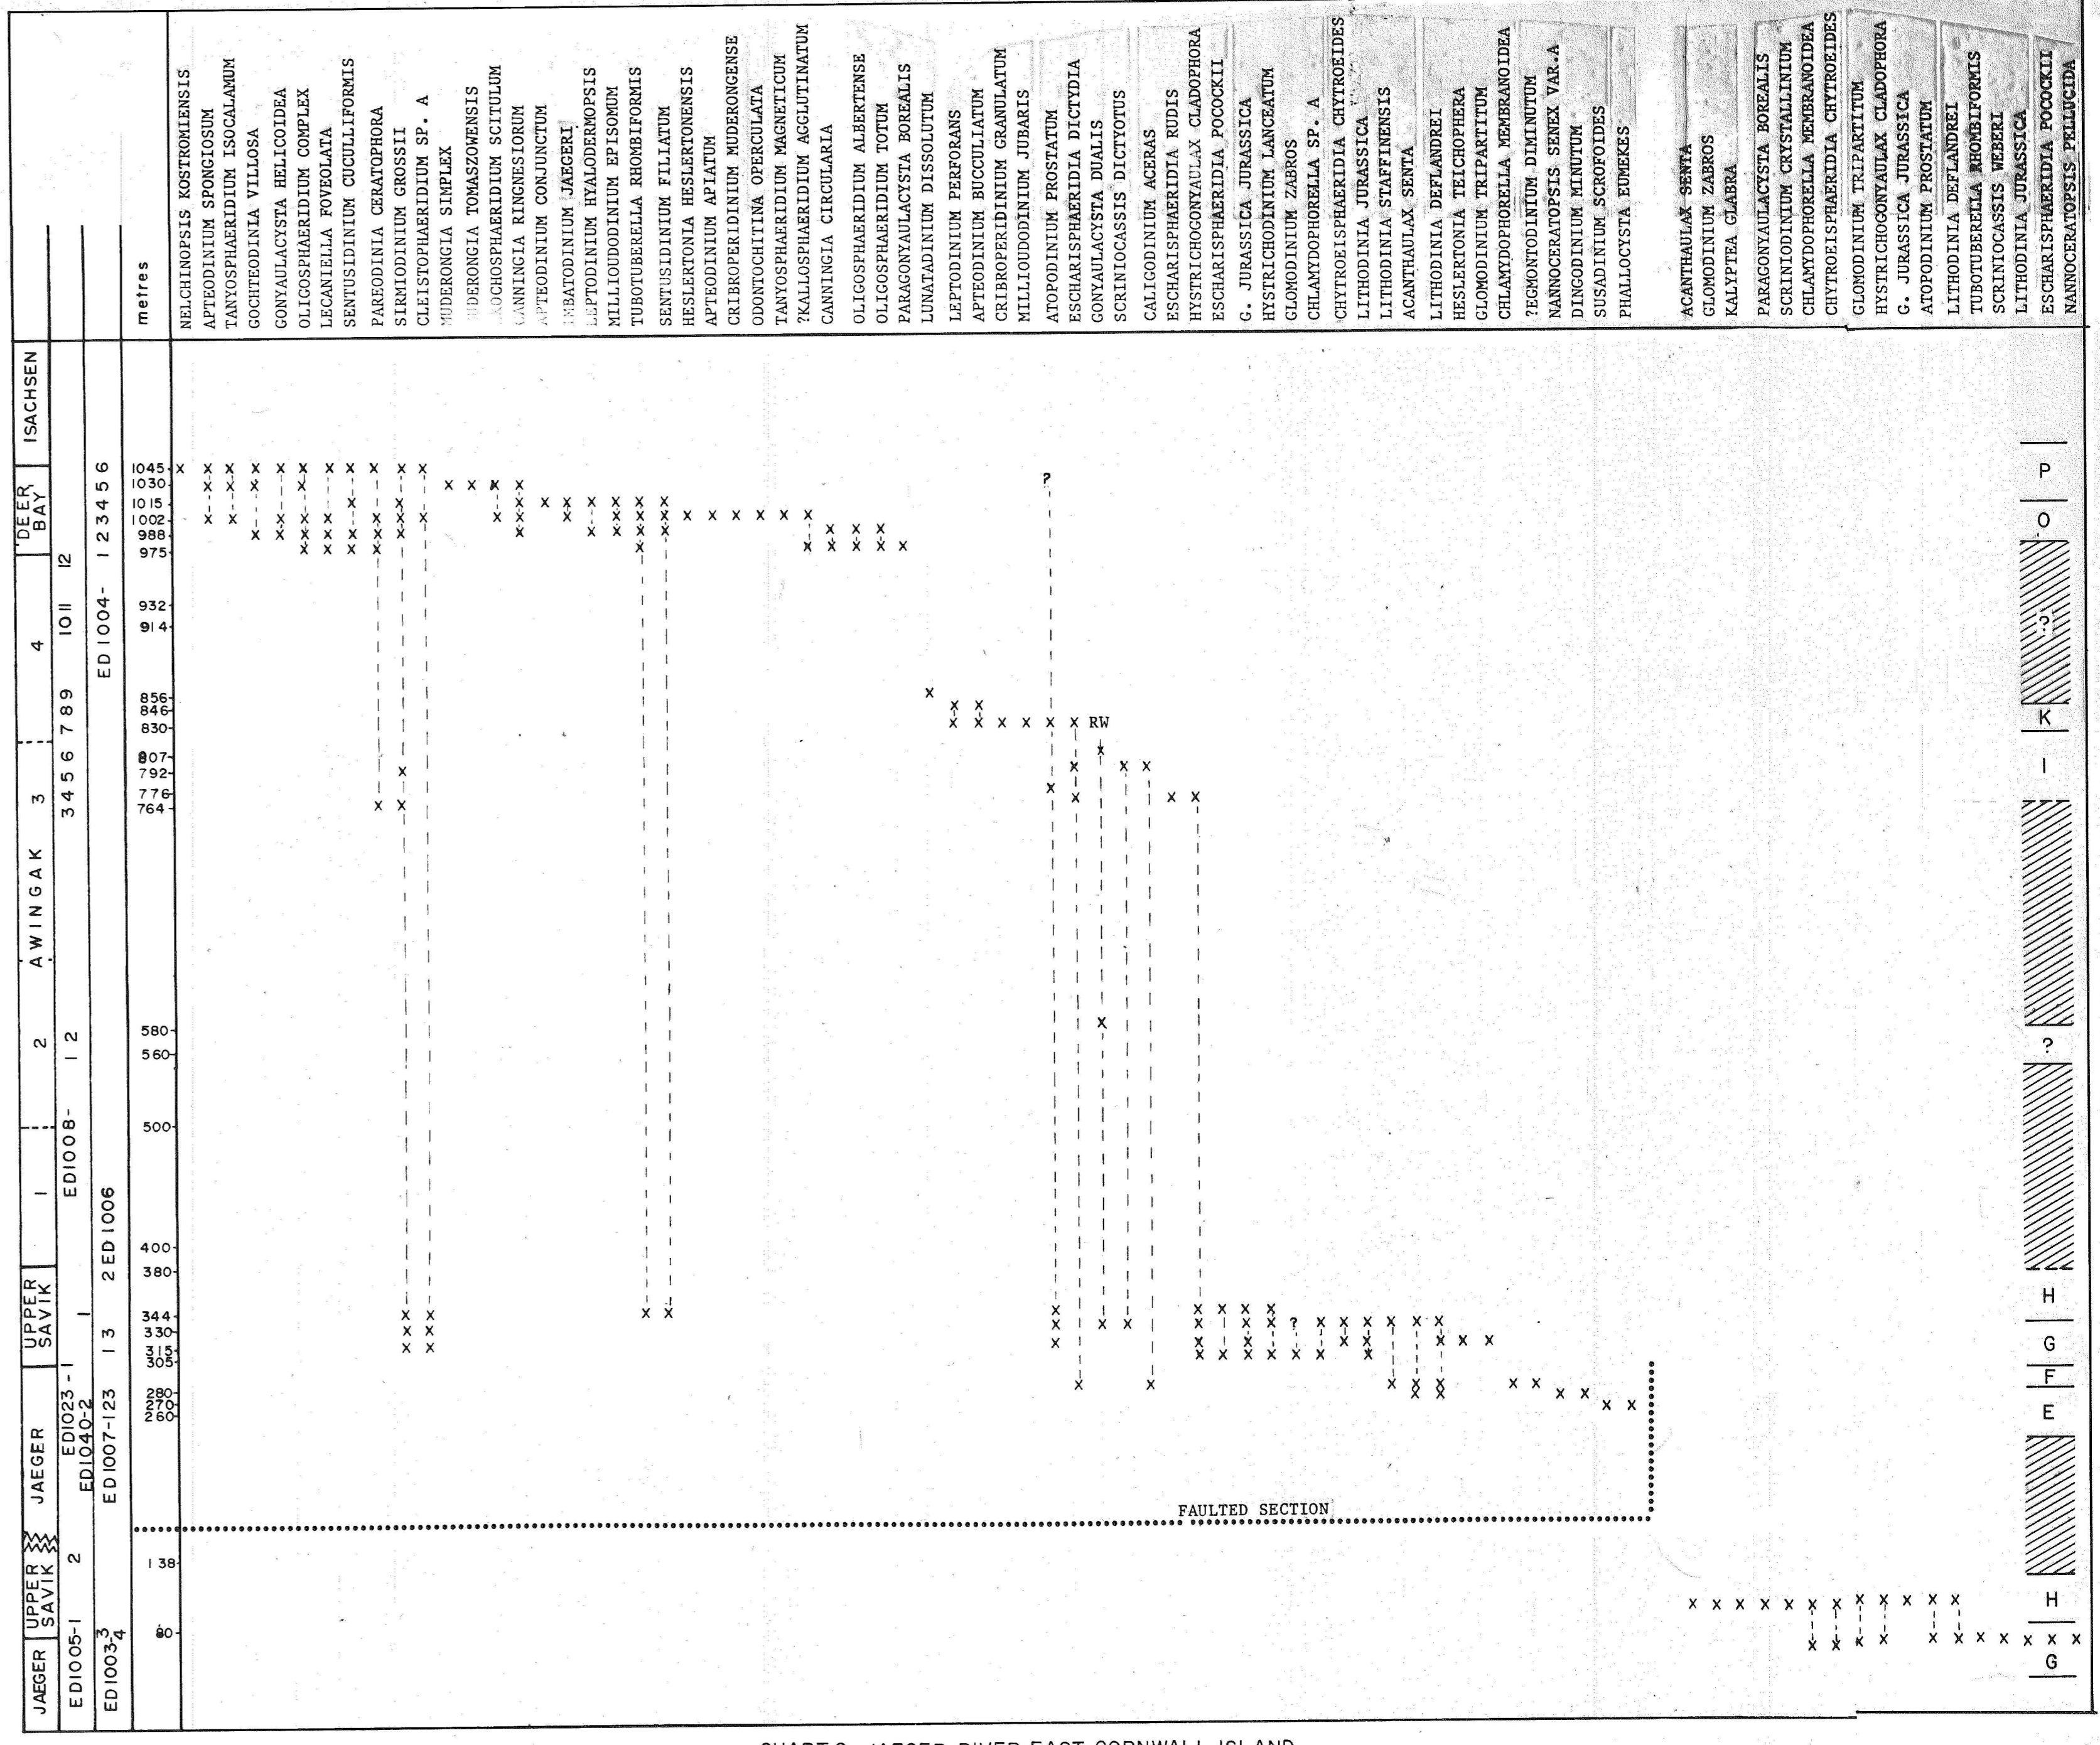 metres
NELCHINOPSIS KOSTROMIENSIS
APTEODINIUM SPONGIOSUM
TANYOSPHAERIDIUM ISOCALAMUM
GOCHTEODINIA VILLOSA
GONYAULACYSTA HELICOIDEA
OLIGOSPHAERIDIUM COMPLEX
LECANIELLA FOVEOLATA
SENTUSIDINIUM CUCULLIFORMIS
PAREODINIA CERATOPHORA
SIRMIODINIUM GROSSII
CLEISTOPHAERIDIUM SP. A
MUDERONGIA SIMPLEX
MUDERONGIA TOMASZOWENSIS
SCITULUM
CANNINGIA RINGNESIORUM
APTEODINIUM CONJUNCTUM
IMBATODINIUM JAEGERI
LEPTODINIUM HYALODERMOPSIS
MILLIOUDODINIUM EPISOMUM
TUBOTUBERELLA RHOMBIFORMIS
SENTUSIDINIUM FILIATUM
HESLERTONIA HESLERTONENSIS
APTEODINIUM APIATUM
CRIBROPERIDINIUM MUDERONGENSE
ODONTOCHITINA OPERCULATA
TANYOSPHAERIDIUM MAGNETICUM
?KALLOSPHAERIDIUM AGGLUTINATUM
CANNINGIA CIRCULARIA
OLIGOSPHAERIDIUM ALBERTENSE
OLIGOSPHAERIDIUM TOTUM
PARAGONYAULACYSTA BOREALIS
LUNATADINIUM DISSOLUTUM
LEPTODINIUM PERFORANS
APTEODINIUM BUCCULIATUM
CRIBROPERIDINIUM GRANULATUM
MILLIOUDODINIUM JUBARIS
ATOPODINIUM PROSTATUM
ESCHARISPHAERIDIA DICTYDIA
GONYAULACYSTA DUALIS
SCRINIOCASSIS DICTYOTUS
CALIGODINIUM ACERAS
ESCHARISPHAERIDIA RUDIS
HYSTRICHOGONYAULAX CLADOPHORA
ESCHARISPHAERIDIA POCOCKII
G. JURASSICA JURASSICA
HYSTRICHODINIUM LANCEATUM
GLOMODINIUM ZABROS
CHLAMYDOPHORELLA SP. A
CHYTROEISPHAERIDIA CHYTROEIDES
LITHODINIA JURASSICA
LITHODINIA STAFFINENSIS
ACANTHAULAX SENTA
LITHODINIA DEFLANDREI
HESLERTONIA TEICHOPHERA
GLOMODINIUM TRIPARTITUM
CHLAMYDOPHORELLA MEMBRANOIDEA
?EGMONTODINIUM DIMINUTUM
NANNOCERATOPSIS SENEX VAR.A
DINGODINIUM MINUTUM
SUSADINIUM SCROFOIDES
PHALLOCYSTA EUMEKES
ACANTHAULAX SENTA
GLOMODINIUM ZABROS
KALYPTEA GLABRA
PARAGONYAULACYSTA BOREALIS
SCRINIODINIUM CRYSTALLINIUM
CHLAMYDOPHORELLA MEMBRANOIDEA
CHYTROEISPHAERIDIA CHYTROEIDES
GLOMODINIUM TRIPARTITUM
HYSTRICHOGONYAULAX CLADOPHORA
G. JURASSICA JURASSICA
ATOPODINIUM PROSTATUM
LITHODINIA DEFLANDREI
TUBOTUBERELLA RHOMBIFORMIS
SCRINIOCASSIS WEBERI
LITHODINIA JURASSICA
ESCHARISPHAERIDIA POCOCKII
NANNOCERATOPSIS PELLUCIDA
ISACHSEN
DEER BAY
AWINGAK
4
3
2
1
UPPER SAVIK
JAEGER
UPPER SAVIK
JAEGER
12
10 11
7 8 9
3 4 5 6
1 2
ED1008-
1
ED1023-1
ED1040-2
2
ED1005-1
1 2 3 4 5 6
ED1004-
2 ED1006
1 3
ED1007-123
ED1003-3
4
1045
1030
1015
1002
988
975
932
914
856
846
830
807
792
776
764
580
560
500
400
380
344
330
315
305
280
270
260
138
80
RW
?
?
FAULTED SECTION
P
O
?
K
I
?
H
G
F
E
H
G